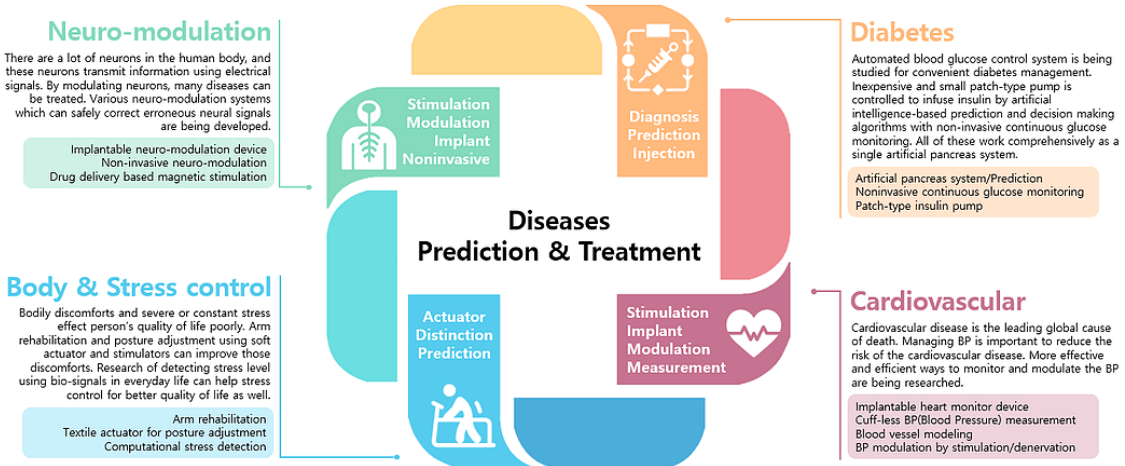 Neuro-modulation
There are a lot of neurons in the human body, and
these neurons transmit information using electrical
signals. By modulating neurons, many diseases can
be treated. Various neuro-modulation systems
which can safely correct erroneous neural signals
are being developed.
Implantable neuro-modulation device
Non-invasive neuro-modulation
Drug delivery based magnetic stimulation
Stimulation
Modulation
Implant
Noninvasive
Diagnosis
Prediction
Injection
Diabetes
Automated blood glucose control system is being
studied for convenient diabetes management.
Inexpensive and small patch-type pump is
controlled to infuse insulin by artificial
intelligence-based prediction and decision making
algorithms with non-invasive continuous glucose
monitoring. All of these work comprehensively as a
single artificial pancreas system.
Artificial pancreas system/Prediction
Noninvasive continuous glucose monitoring
Patch-type insulin pump
Diseases
Prediction & Treatment
Body & Stress control
Bodily discomforts and severe or constant stress
effect person's quality of life poorly. Arm
rehabilitation and posture adjustment using soft
actuator and stimulators can improve those
discomforts. Research of detecting stress level
using bio-signals in everyday life can help stress
control for better quality of life as well.
Arm rehabilitation
Textile actuator for posture adjustment
Computational stress detection
Actuator
Distinction
Prediction
Stimulation
Implant
Modulation
Measurement
Cardiovascular
Cardiovascular disease is the leading global cause
of death. Managing BP is important to reduce the
risk of the cardiovascular disease. More effective
and efficient ways to monitor and modulate the BP
are being researched.
Implantable heart monitor device
Cuff-less BP(Blood Pressure) measurement
Blood vessel modeling
BP modulation by stimulation/denervation